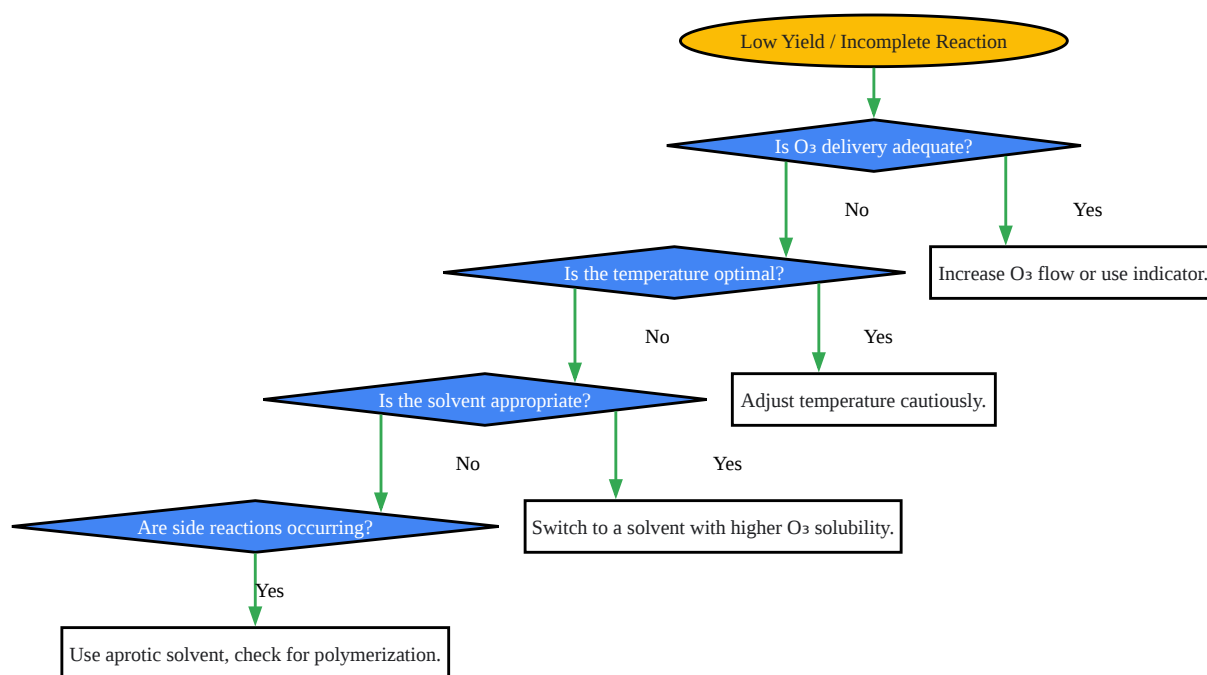 Low Yield / Incomplete Reaction
Is O₃ delivery adequate?
No
Yes
Is the temperature optimal?
Increase O₃ flow or use indicator.
No
Yes
Is the solvent appropriate?
Adjust temperature cautiously.
No
Yes
Are side reactions occurring?
Switch to a solvent with higher O₃ solubility.
Yes
Use aprotic solvent, check for polymerization.